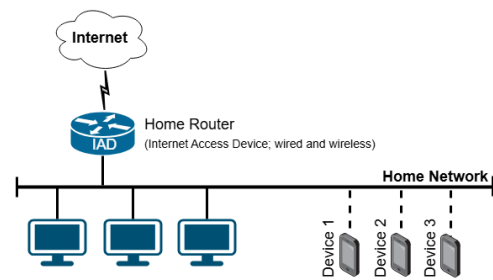 Internet
Home Router
(Internet Access Device; wired and wireless)
IAD
Home Network
Device 1
Device 2
Device 3